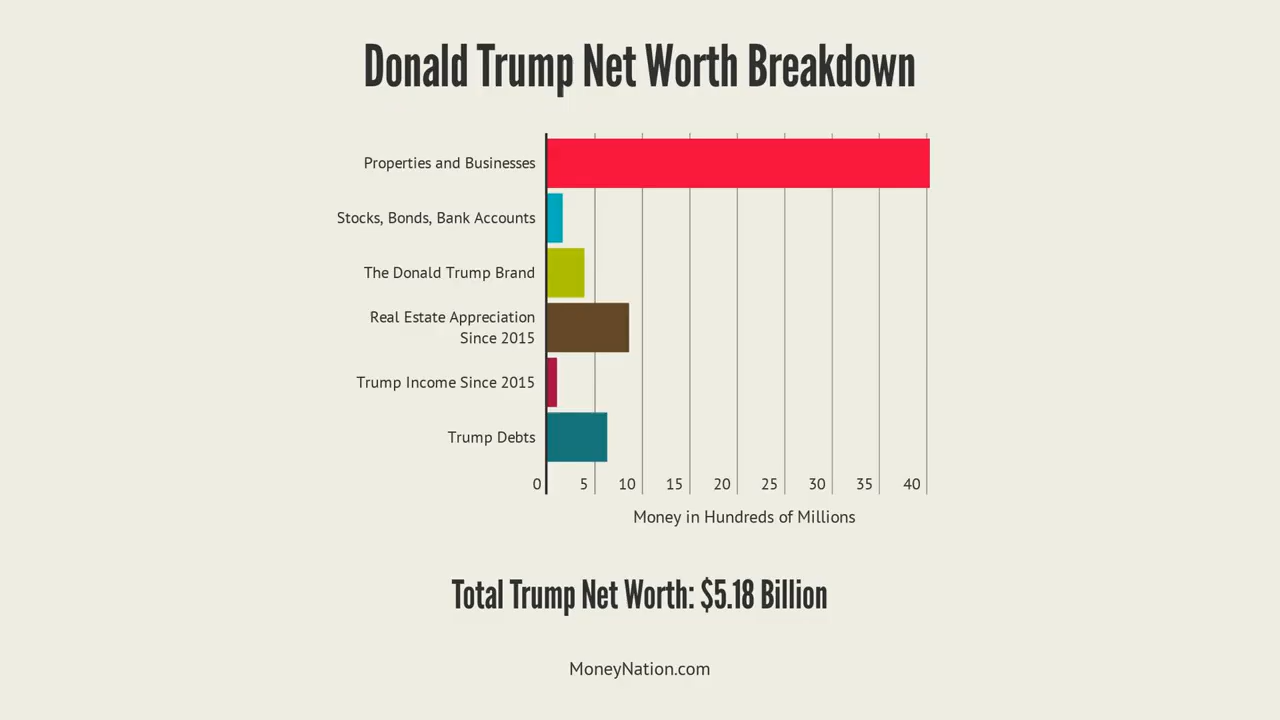 Donald Trump Net Worth Breakdown
Properties and Businesses
Stocks, Bonds, Bank Accounts
The Donald Trump Brand
Real Estate Appreciation
Since 2015
Trump Income Since 2015
Trump Debts
0 5 10 15 20 25 30 35 40
Money in Hundreds of Millions
Total Trump Net Worth: $5.18 Billion
MoneyNation.com